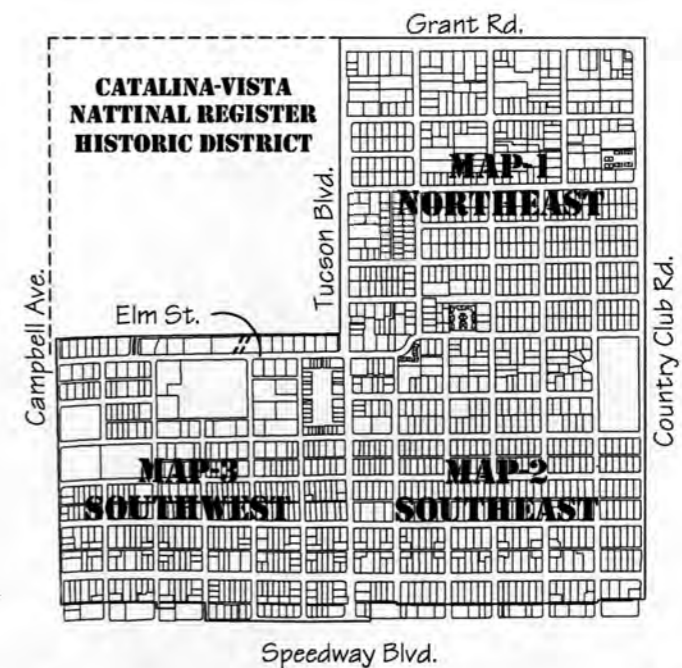 Grant Rd.
CATALINA-VISTA
NATTINAL REGISTER
HISTORIC DISTRICT
MAP-1
NORTHEAST
Tucson Blvd.
Campbell Ave.
Elm St.
Country Club Rd.
MAP-3
SOUTHWEST
MAP-2
SOUTHEAST
Speedway Blvd.